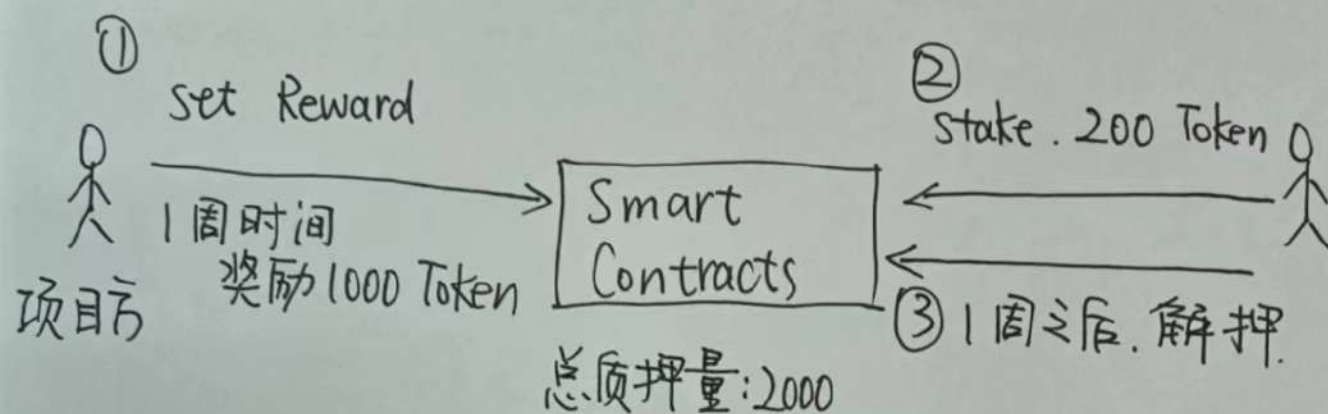 ①
Set Reward
1周时间
奖励1000 Token
项目方
Smart
Contracts
总质押量:2000
②
Stake. 200 Token
③1周之后.解押.